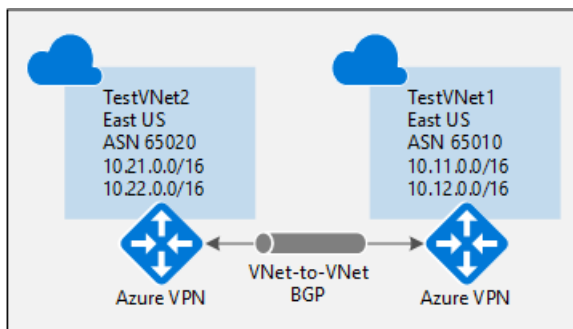 TestVNet2
East US
ASN 65020
10.21.0.0/16
10.22.0.0/16
TestVNet1
East US
ASN 65010
10.11.0.0/16
10.12.0.0/16
Azure VPN
VNet-to-VNet
BGP
Azure VPN